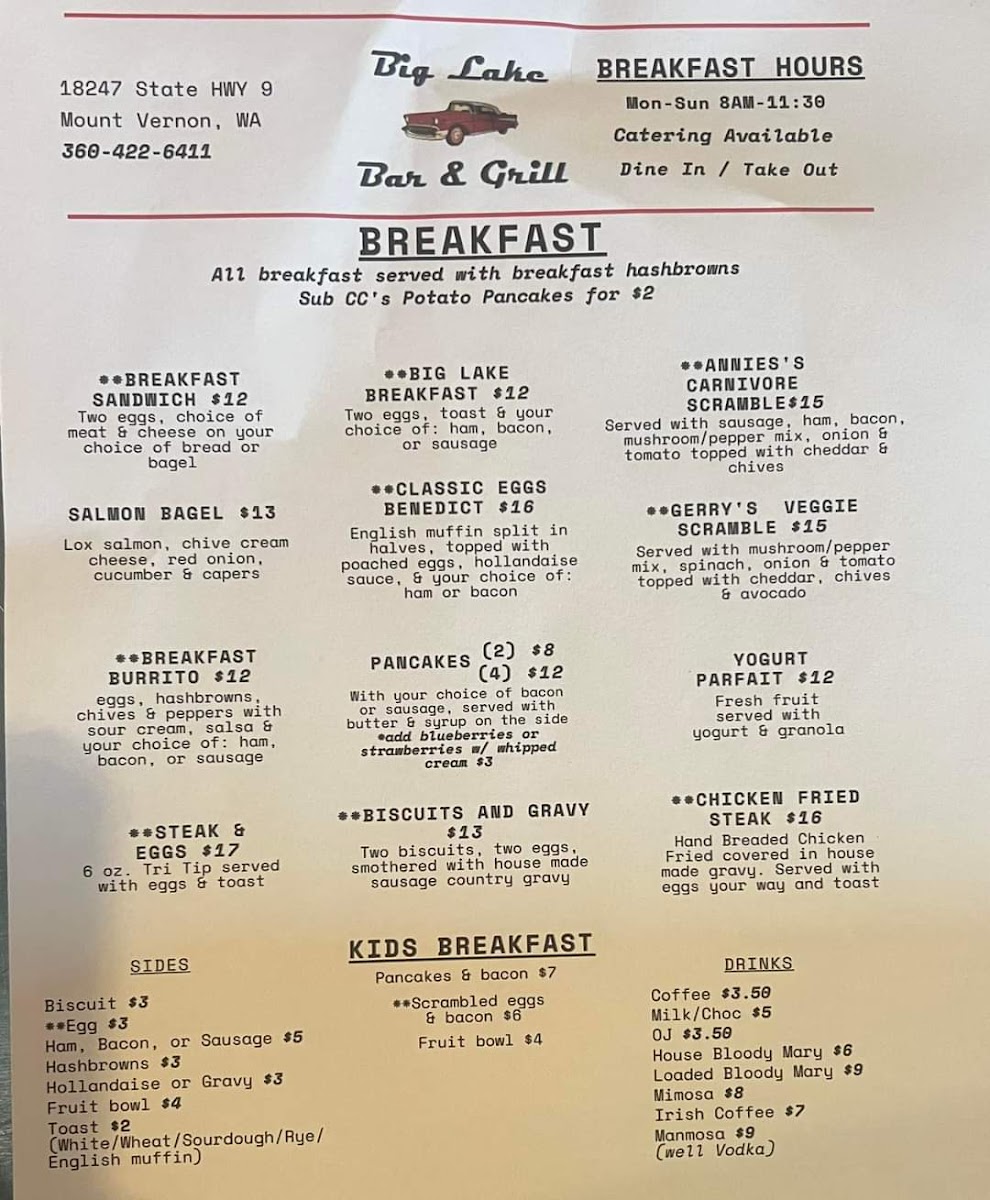 18247 State HWY 9
Mount Vernon, WA
360-422-6411
Big Lake
Bar & Grill
BREAKFAST HOURS
Mon-Sun 8AM-11:30
Catering Available
Dine In / Take Out
BREAKFAST
All breakfast served with breakfast hashbrowns
Sub CC's Potato Pancakes for $2
**BREAKFAST
SANDWICH $12
Two eggs, choice of
meat & cheese on your
choice of bread or
bagel
**BIG LAKE
BREAKFAST $12
Two eggs, toast & your
choice of: ham, bacon,
or sausage
**ANNIES'S
CARNIVORE
SCRAMBLE$15
Served with sausage, ham, bacon,
mushroom/pepper mix, onion &
tomato topped with cheddar &
chives
SALMON BAGEL $13
Lox salmon, chive cream
cheese, red onion,
cucumber & capers
**CLASSIC EGGS
BENEDICT $16
English muffin split in
halves, topped with
poached eggs, hollandaise
sauce, & your choice of:
ham or bacon
**GERRY'S VEGGIE
SCRAMBLE $15
Served with mushroom/pepper
mix, spinach, onion & tomato
topped with cheddar, chives
& avocado
**BREAKFAST
BURRITO $12
eggs, hashbrowns,
chives & peppers with
sour cream, salsa &
your choice of: ham,
bacon, or sausage
PANCAKES (2) $8
(4) $12
With your choice of bacon
or sausage, served with
butter & syrup on the side
*add blueberries or
strawberries w/ whipped
cream $3
YOGURT
PARFAIT $12
Fresh fruit
served with
yogurt & granola
**STEAK &
EGGS $17
6 oz. Tri Tip served
with eggs & toast
**BISCUITS AND GRAVY
$13
Two biscuits, two eggs,
smothered with house made
sausage country gravy
**CHICKEN FRIED
STEAK $16
Hand Breaded Chicken
Fried covered in house
made gravy. Served with
eggs your way and toast
SIDES
Biscuit $3
**Egg $3
Ham, Bacon, or Sausage $5
Hashbrowns $3
Hollandaise or Gravy $3
Fruit bowl $4
Toast $2
(White/Wheat/Sourdough/Rye/
English muffin)
KIDS BREAKFAST
Pancakes & bacon $7
**Scrambled eggs
& bacon $6
Fruit bowl $4
DRINKS
Coffee $3.50
Milk/Choc $5
OJ $3.50
House Bloody Mary $6
Loaded Bloody Mary $9
Mimosa $8
Irish Coffee $7
Manmosa $9
(well Vodka)